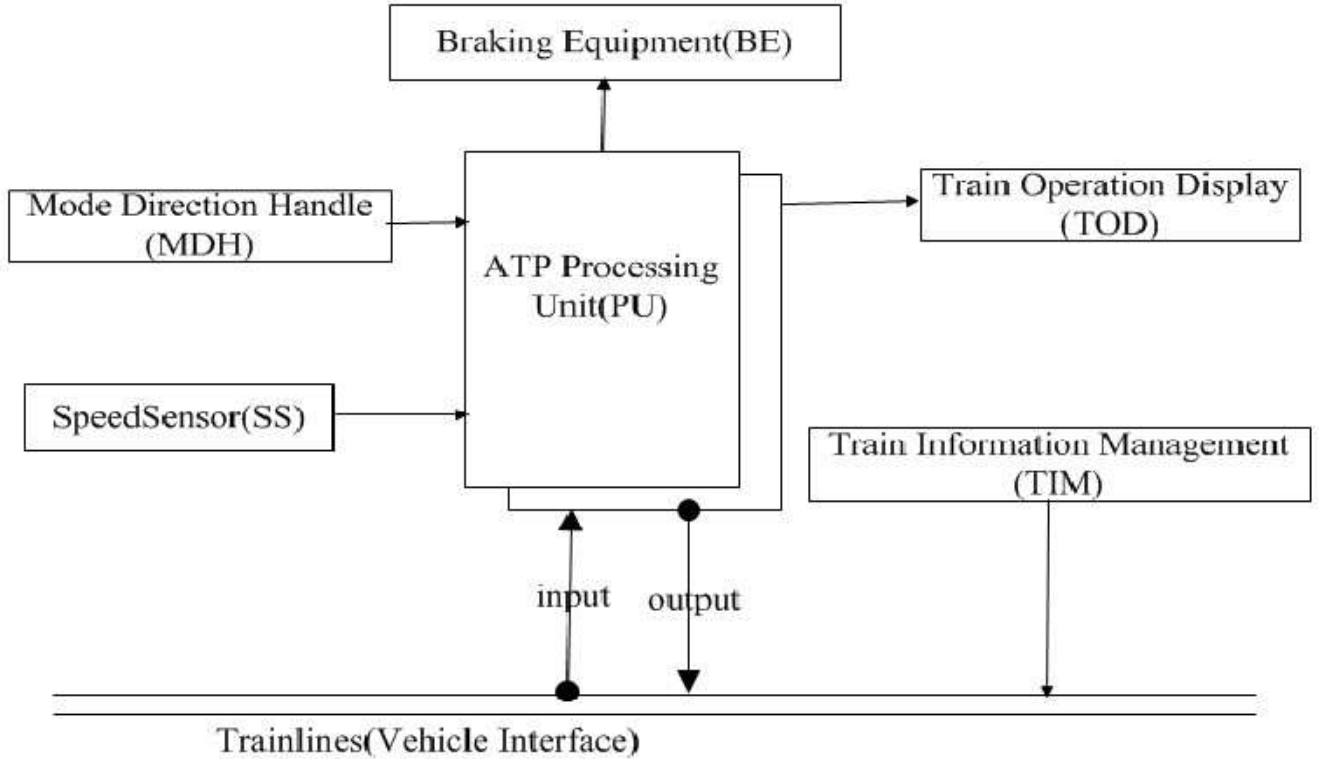 Braking Equipment(BE)
Mode Direction Handle
(MDH)
ATP Processing
Unit(PU)
Train Operation Display
(TOD)
SpeedSensor(SS)
Train Information Management
(TIM)
input
output
Trainlines(Vehicle Interface)